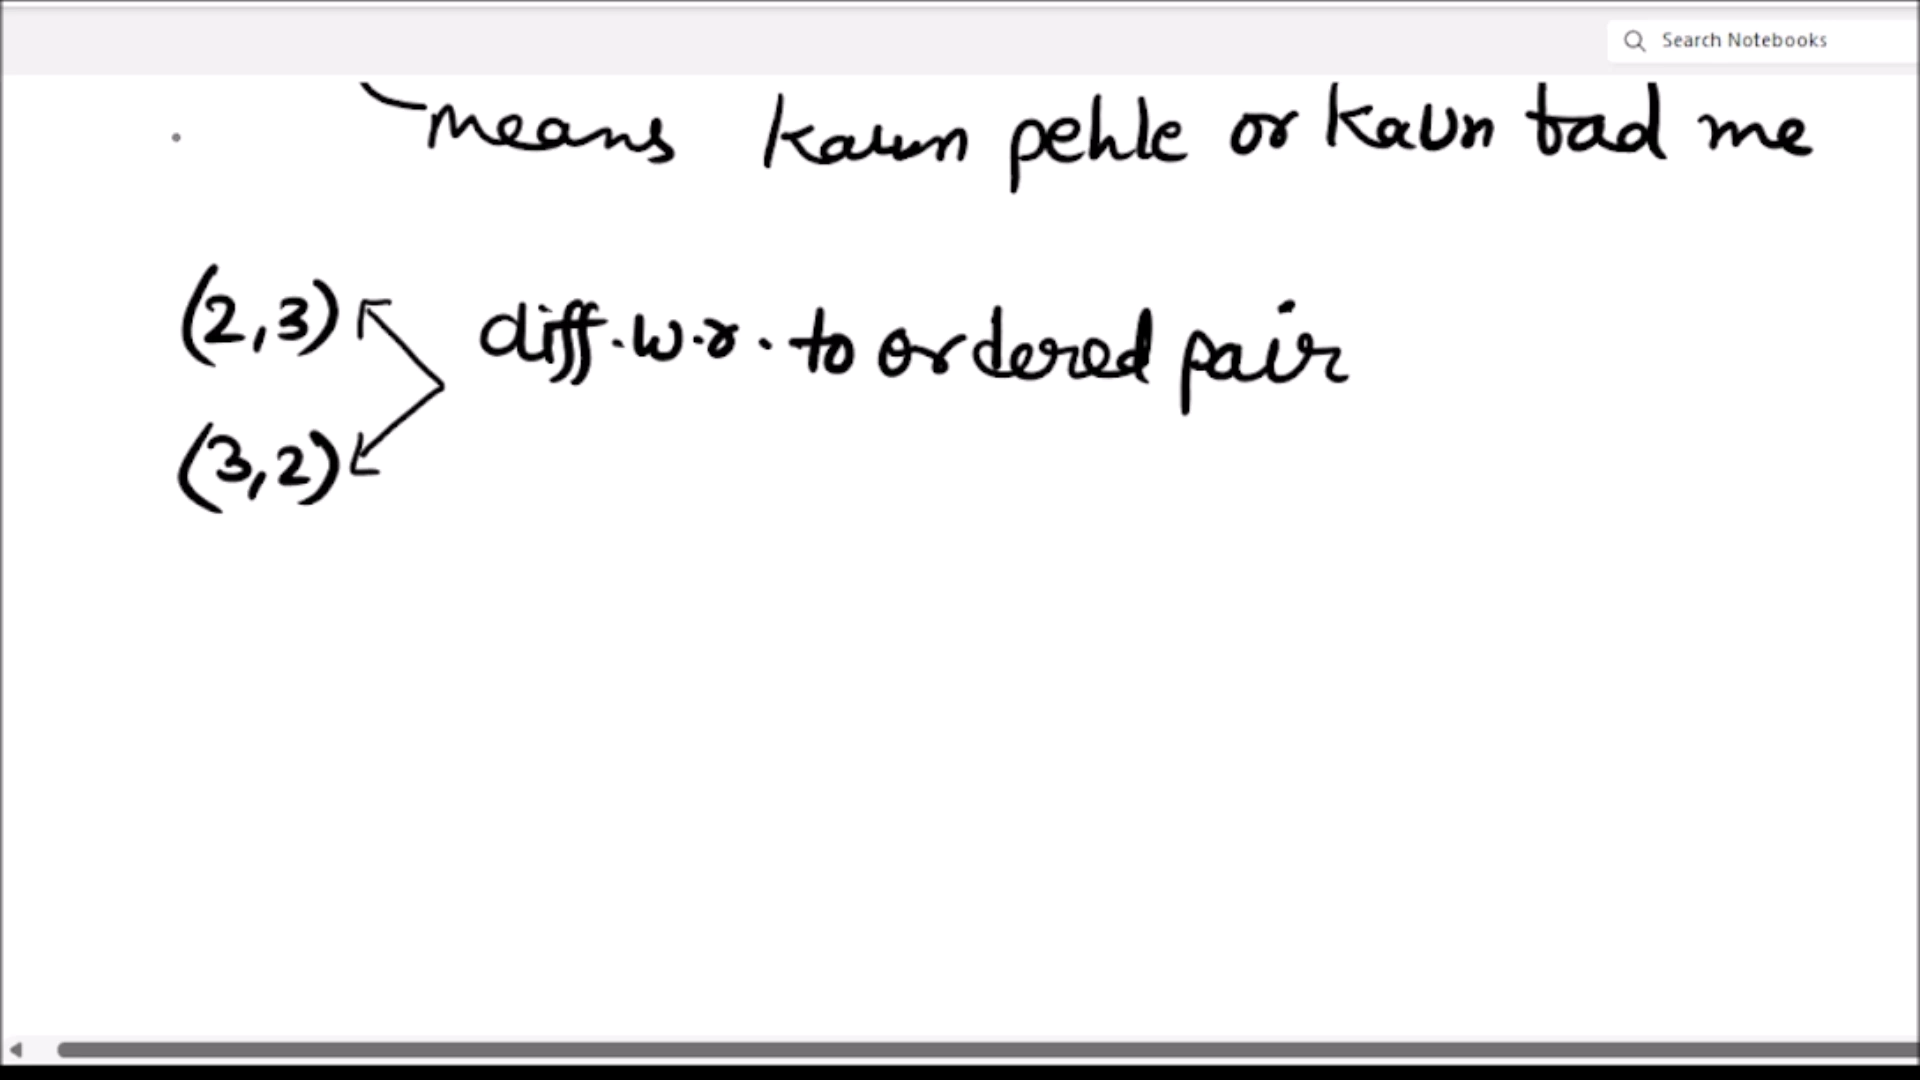 Search Notebooks
means kaun pehle or kaun bad me
(2,3)
diff. w.r. to ordered pair
(3,2)